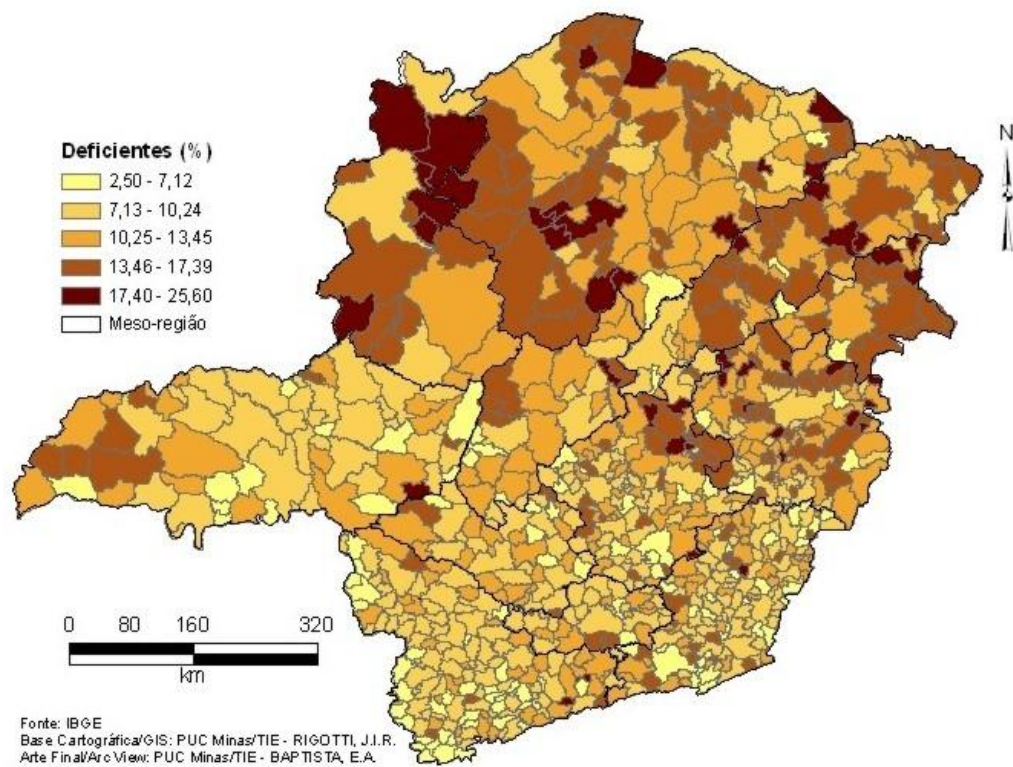 Deficientes (%)
2,50 - 7,12
7,13 - 10,24
10,25 - 13,45
13,46 - 17,39
17,40 - 25,60
Meso-região
N
0 80 160 320
km
Fonte: IBGE
Base Cartográfica/GIS: PUC Minas/TIE - RIGOTTI, J.I.R.
Arte Final/Arc View: PUC Minas/TIE - BAPTISTA, E.A.